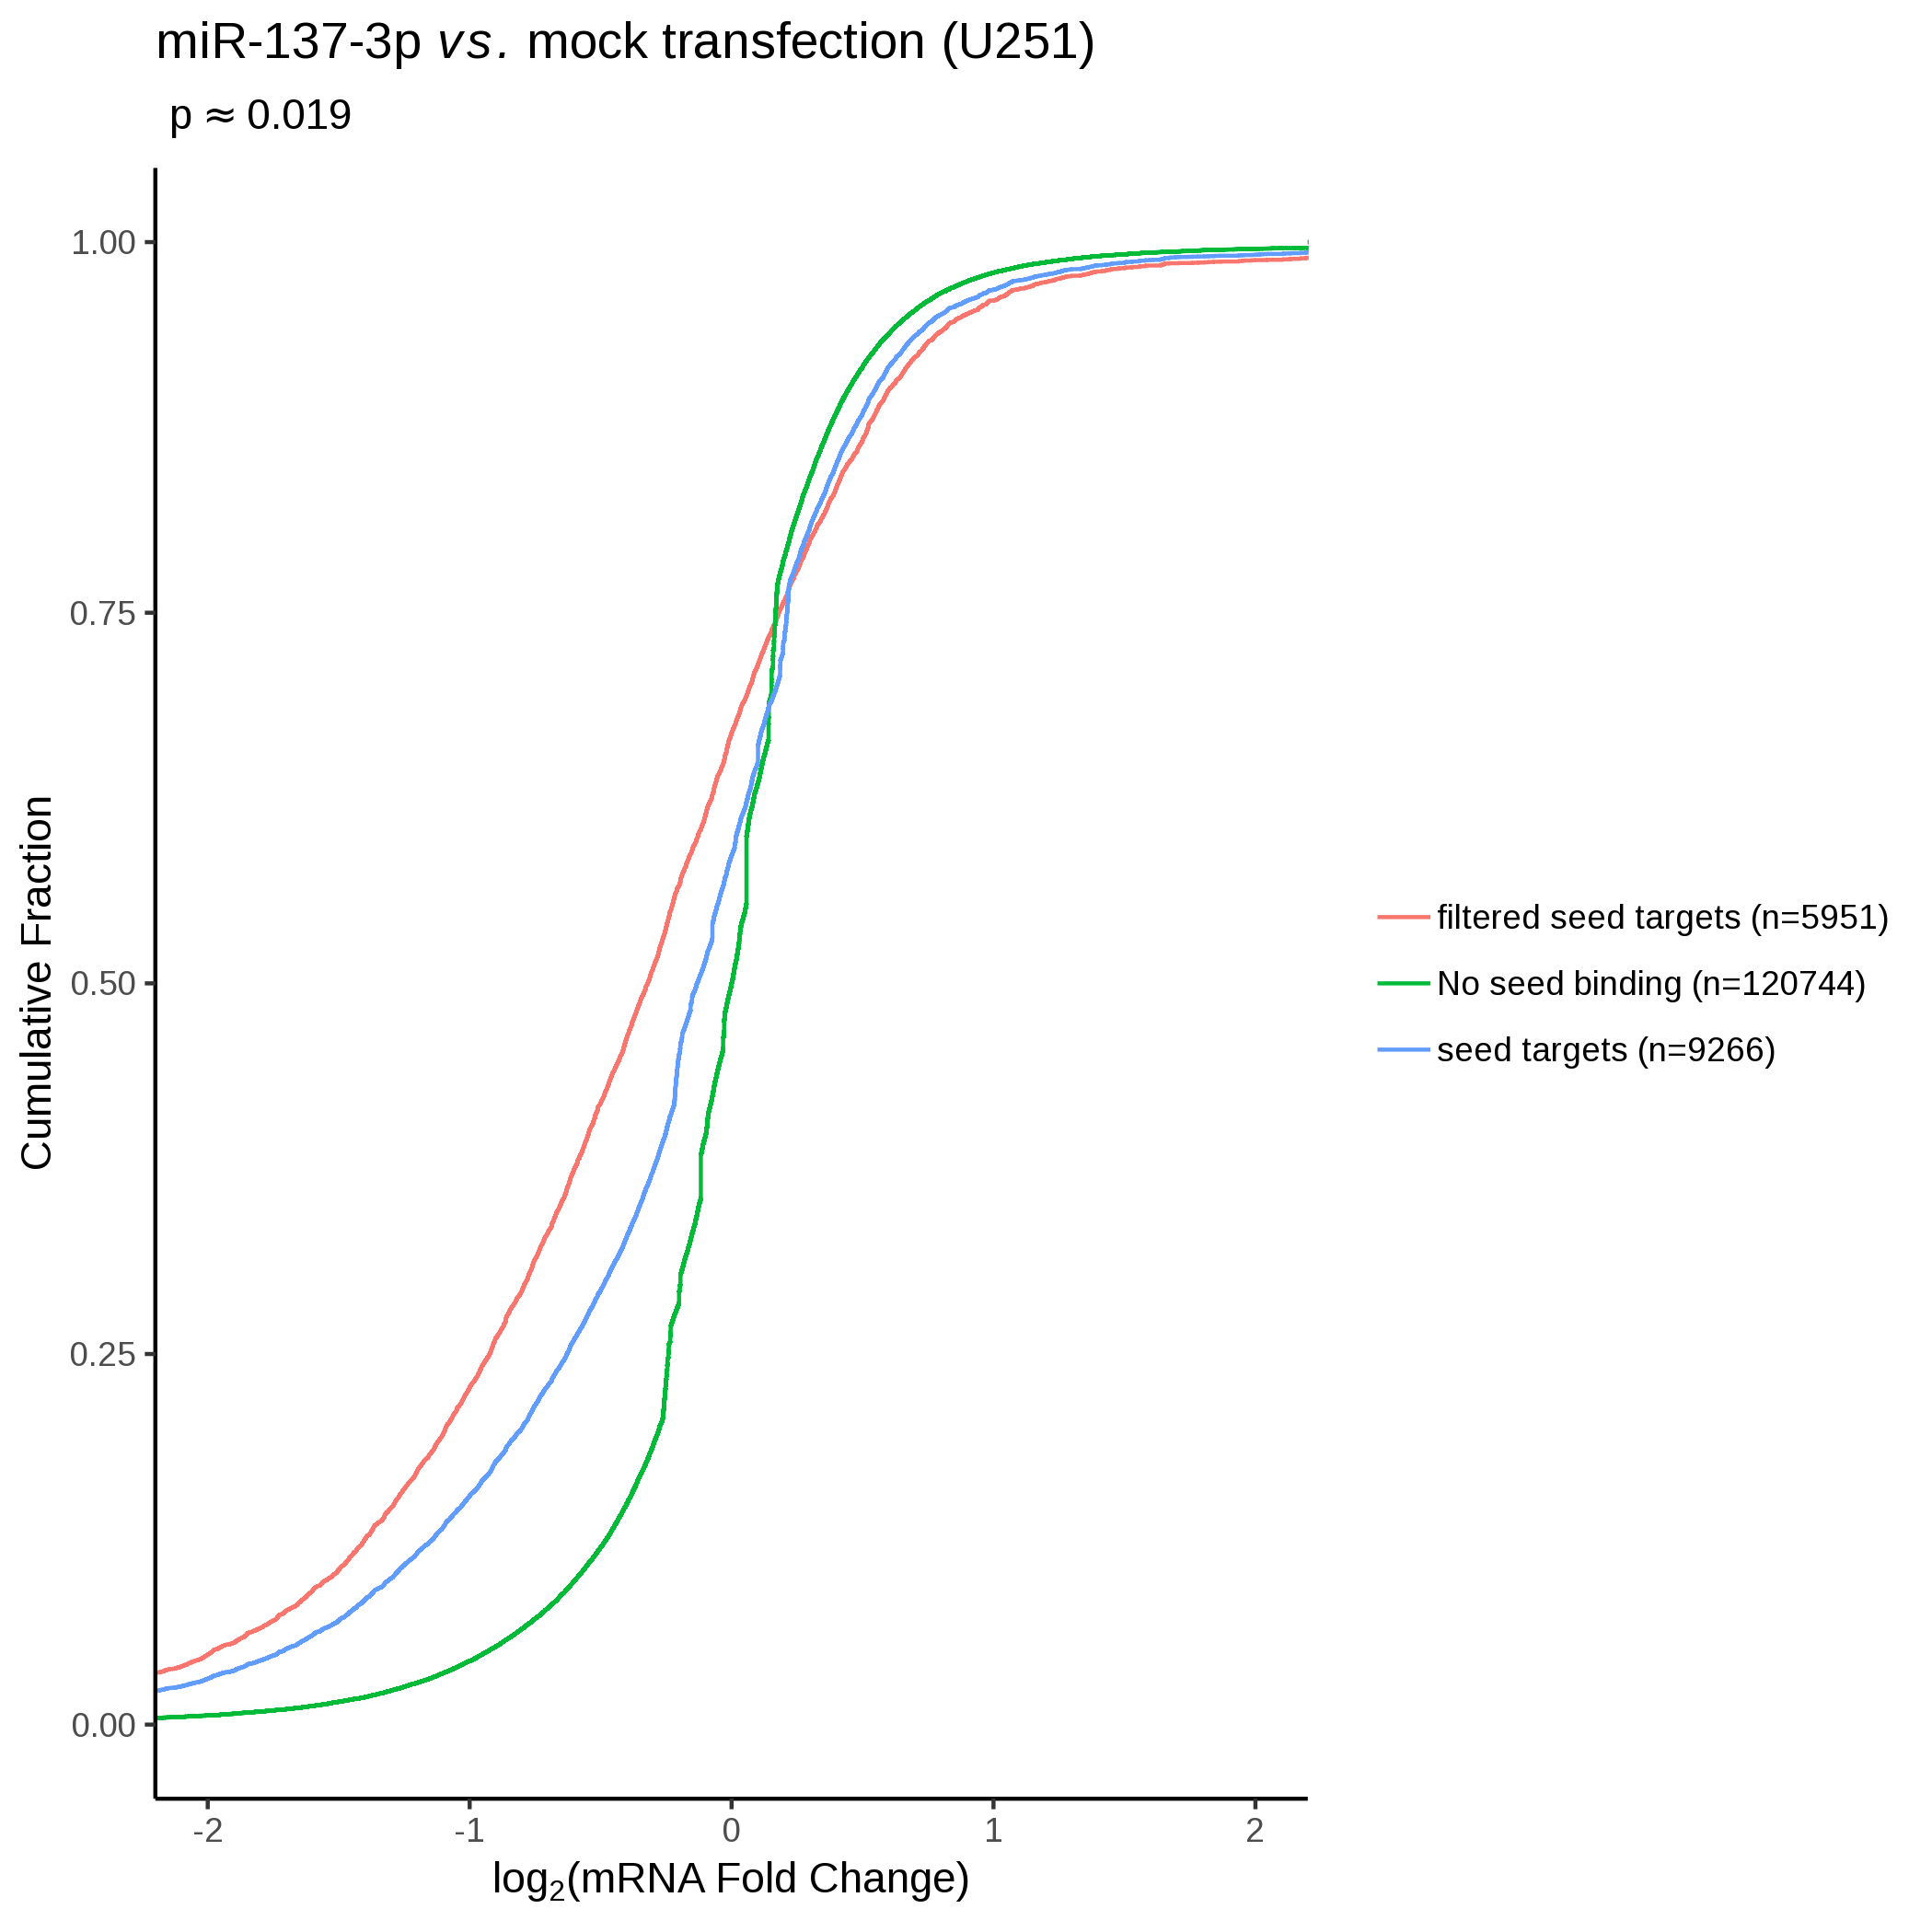 miR-137-3p vs. mock transfection (U251)
p ≈ 0.019
Cumulative Fraction
1.00
0.75
0.50
0.25
0.00
-2 -1 0 1 2
log₂(mRNA Fold Change)
filtered seed targets (n=5951)
No seed binding (n=120744)
seed targets (n=9266)